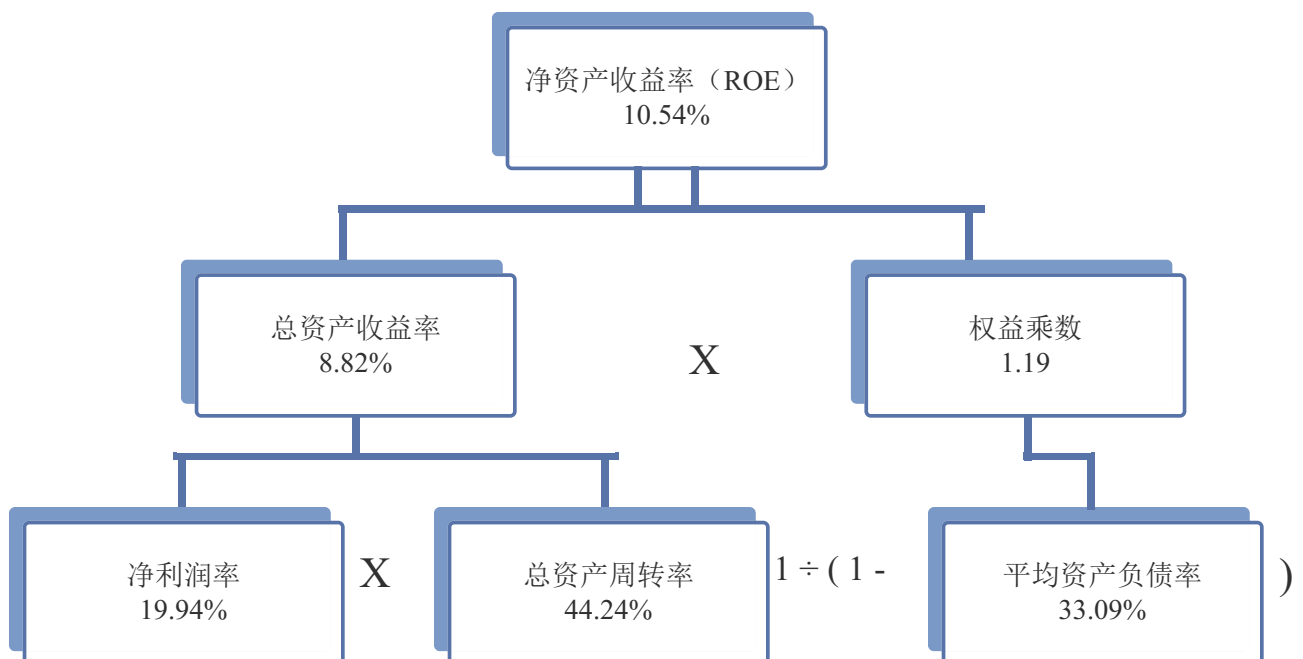 净资产收益率（ROE）
10.54%
总资产收益率
8.82%
X
权益乘数
1.19
净利润率
19.94%
X
总资产周转率
44.24%
1 ÷ ( 1 -
平均资产负债率
33.09%
)